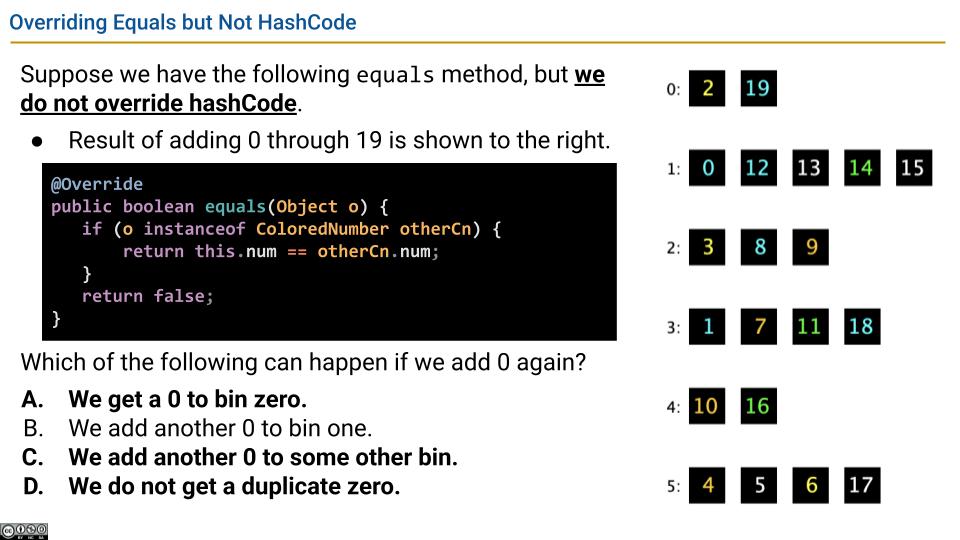 Overriding Equals but Not HashCode
Suppose we have the following equals method, but we
do not override hashCode.
● Result of adding 0 through 19 is shown to the right.
@Override
public boolean equals(Object o) {
   if (o instanceof ColoredNumber otherCn) {
       return this.num == otherCn.num;
   }
   return false;
}
Which of the following can happen if we add 0 again?
A. We get a 0 to bin zero.
B. We add another 0 to bin one.
C. We add another 0 to some other bin.
D. We do not get a duplicate zero.
0: 2 19
1: 0 12 13 14 15
2: 3 8 9
3: 1 7 11 18
4: 10 16
5: 4 5 6 17
cc BY NC SA